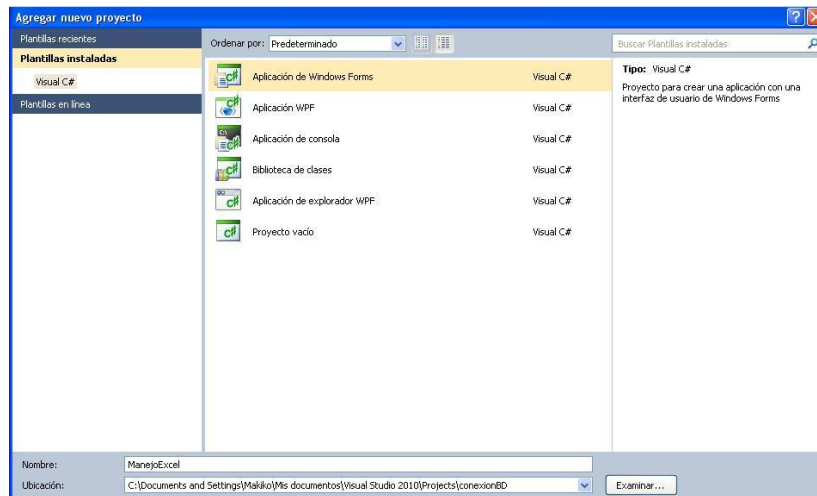 Agregar nuevo proyecto
Plantillas recientes
Plantillas instaladas
Visual C#
Plantillas en línea
Ordenar por: Predeterminado
Aplicación de Windows Forms Visual C#
Aplicación WPF Visual C#
Aplicación de consola Visual C#
Biblioteca de clases Visual C#
Aplicación de explorador WPF Visual C#
Proyecto vacío Visual C#
Buscar Plantillas instaladas
Tipo: Visual C#
Proyecto para crear una aplicación con una
interfaz de usuario de Windows Forms
Nombre: ManejoExcel
Ubicación: C:\Documents and Settings\Makiko\Mis documentos\Visual Studio 2010\Projects\conexionBD
Examinar...